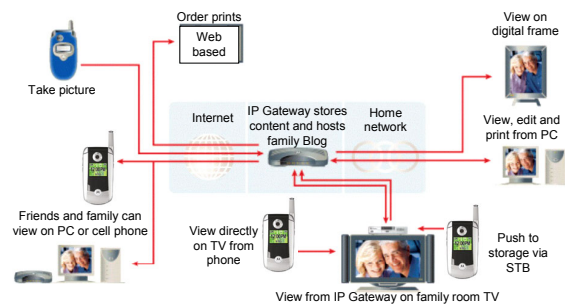 Order prints
Web
based
Take picture
View on
digital frame
Internet
IP Gateway stores
content and hosts
family Blog
Home
network
View, edit and
print from PC
Friends and family can
view on PC or cell phone
View directly
on TV from
phone
Push to
storage via
STB
View from IP Gateway on family room TV